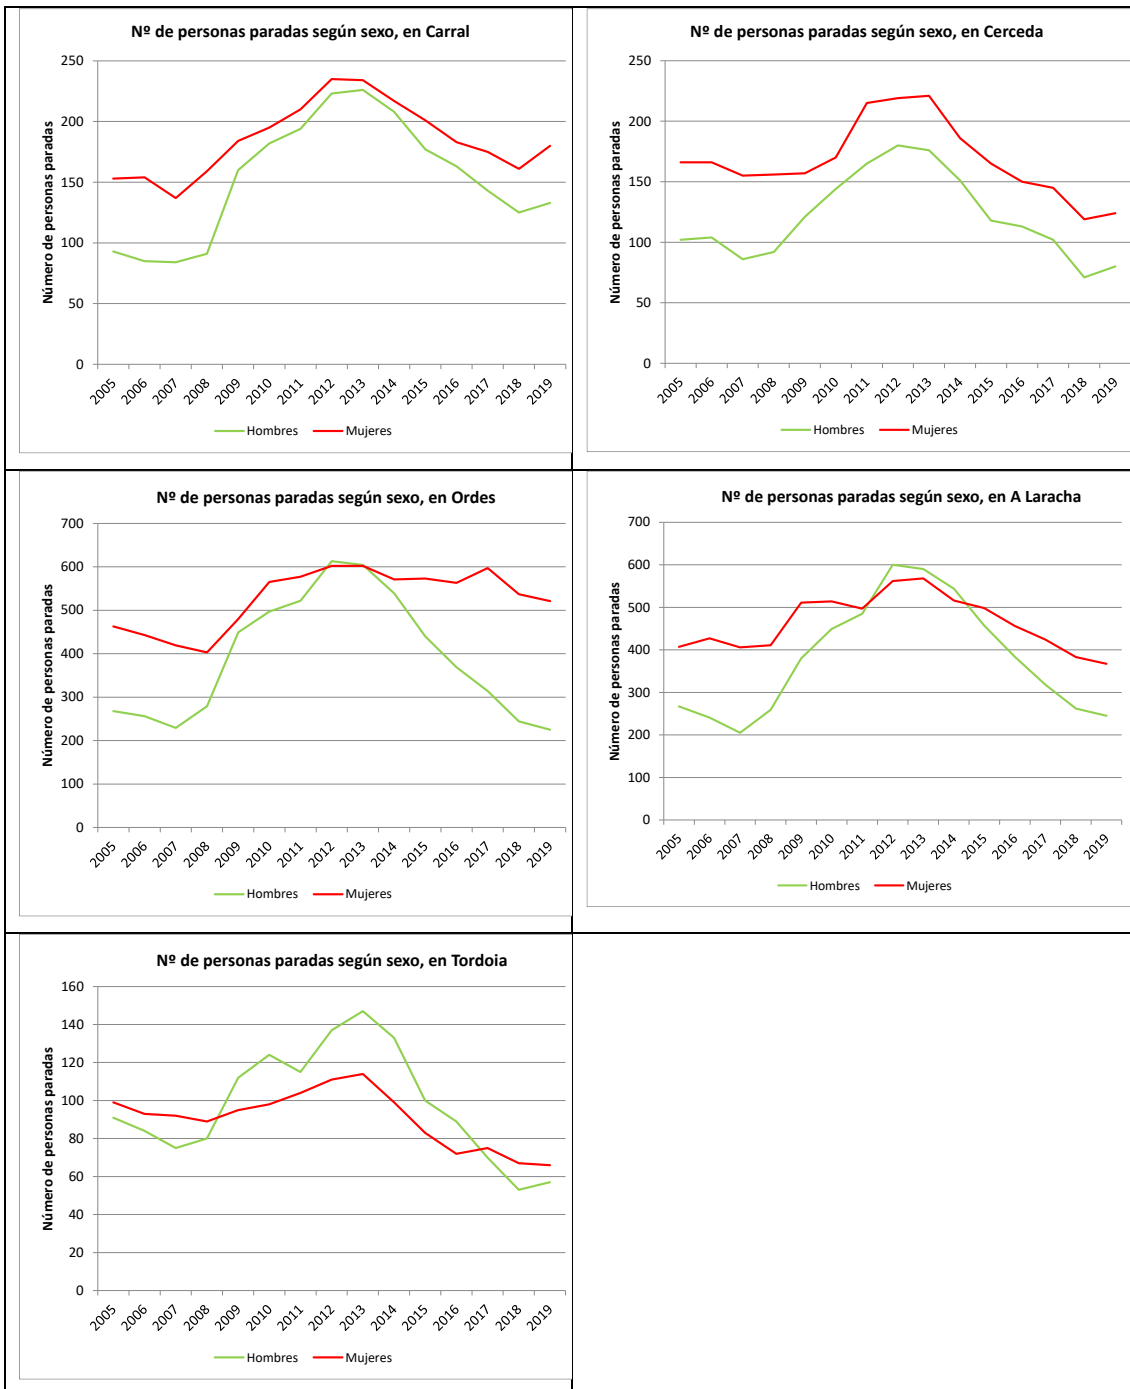 Nº de personas paradas según sexo, en Carral
Número de personas paradas
250
200
150
100
50
0
2005 2006 2007 2008 2009 2010 2011 2012 2013 2014 2015 2016 2017 2018 2019
Hombres Mujeres
Nº de personas paradas según sexo, en Cerceda
Número de personas paradas
250
200
150
100
50
0
2005 2006 2007 2008 2009 2010 2011 2012 2013 2014 2015 2016 2017 2018 2019
Hombres Mujeres
Nº de personas paradas según sexo, en Ordes
Número de personas paradas
700
600
500
400
300
200
100
0
2005 2006 2007 2008 2009 2010 2011 2012 2013 2014 2015 2016 2017 2018 2019
Hombres Mujeres
Nº de personas paradas según sexo, en A Laracha
Número de personas paradas
700
600
500
400
300
200
100
0
2005 2006 2007 2008 2009 2010 2011 2012 2013 2014 2015 2016 2017 2018 2019
Hombres Mujeres
Nº de personas paradas según sexo, en Tordoia
Número de personas paradas
160
140
120
100
80
60
40
20
0
2005 2006 2007 2008 2009 2010 2011 2012 2013 2014 2015 2016 2017 2018 2019
Hombres Mujeres